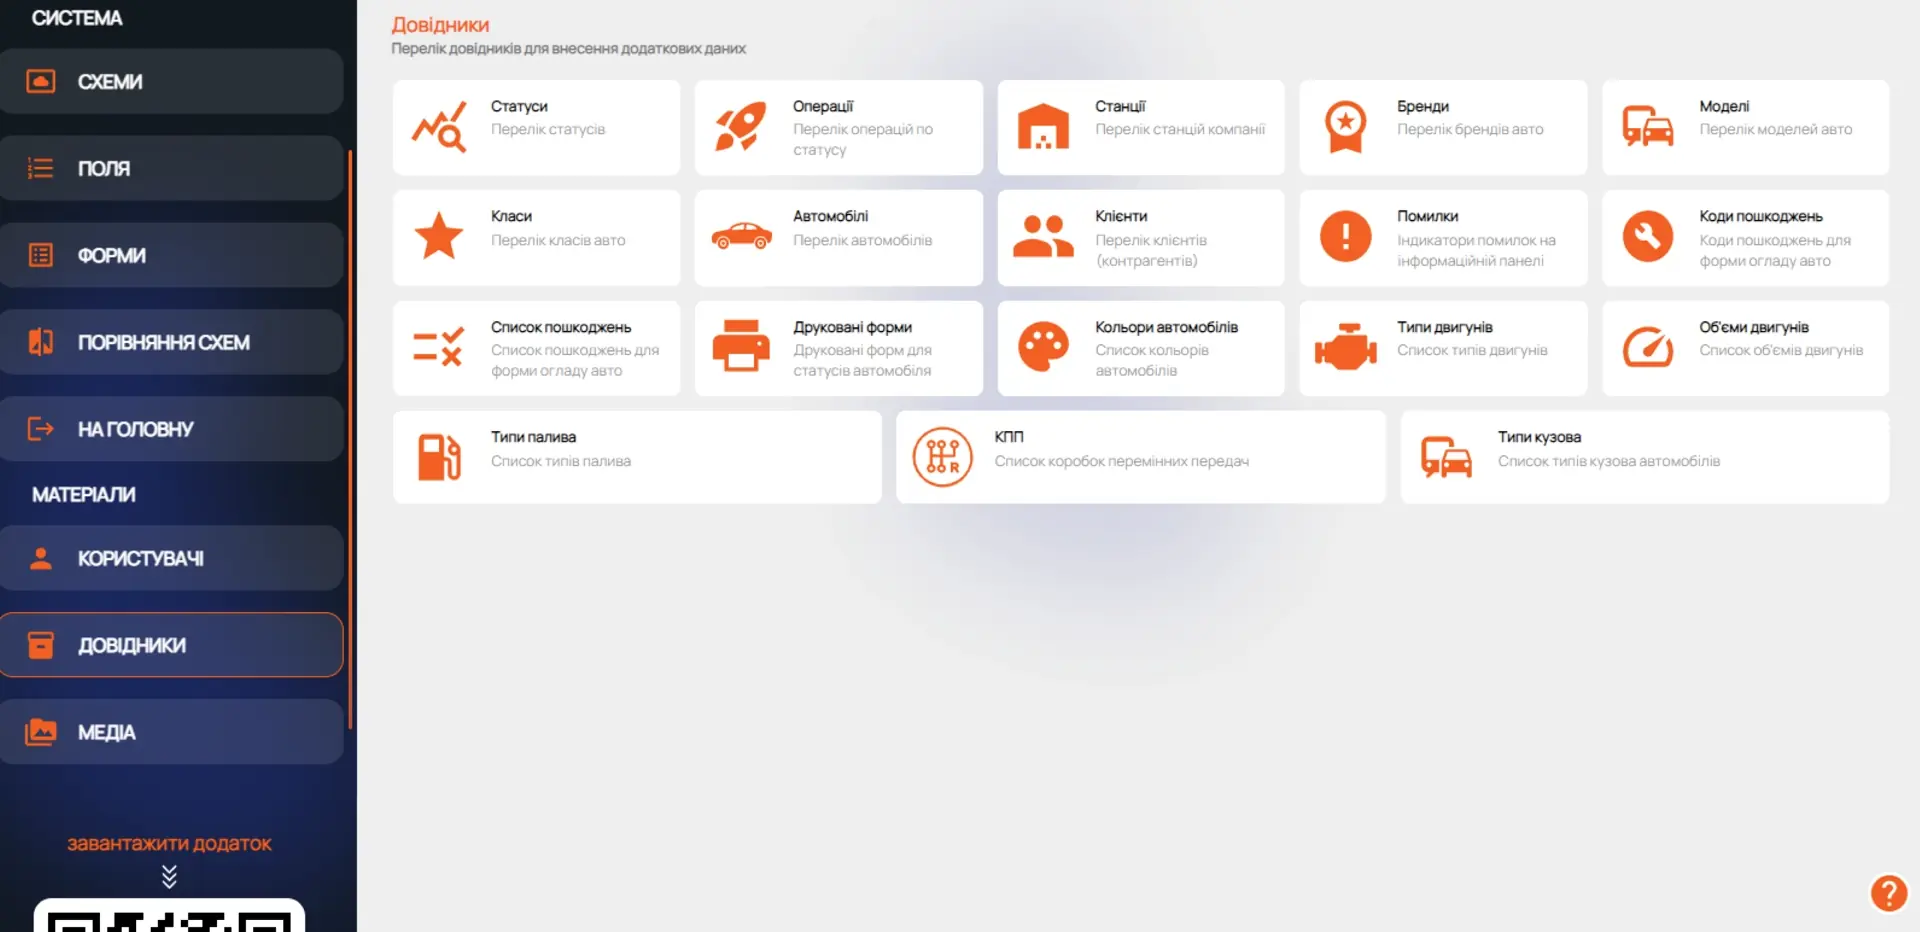 СИСТЕМА
СХЕМИ
ПОЛЯ
ФОРМИ
ПОРІВНЯННЯ СХЕМ
НА ГОЛОВНУ
МАТЕРІАЛИ
КОРИСТУВАЧІ
ДОВІДНИКИ
МЕДІА
завантажити додаток
Довідники
Перелік довідників для внесення додаткових даних
Статуси
Перелік статусів
Операції
Перелік операцій по
статусу
Станції
Перелік станцій компанії
Бренди
Перелік брендів авто
Моделі
Перелік моделей авто
Класи
Перелік класів авто
Автомобілі
Перелік автомобілів
Клієнти
Перелік клієнтів
(контрагентів)
Помилки
Індикатори помилок на
інформаційній панелі
Коди пошкоджень
Коди пошкоджень для
форми огладу авто
Список пошкоджень
Список пошкоджень для
форми огладу авто
Друковані форми
Друковані форм для
статусів автомобіля
Кольори автомобілів
Список кольорів
автомобілів
Типи двигунів
Список типів двигунів
Об'єми двигунів
Список об'ємів двигунів
Типи палива
Список типів палива
КПП
Список коробок перемінних передач
Типи кузова
Список типів кузова автомобілів